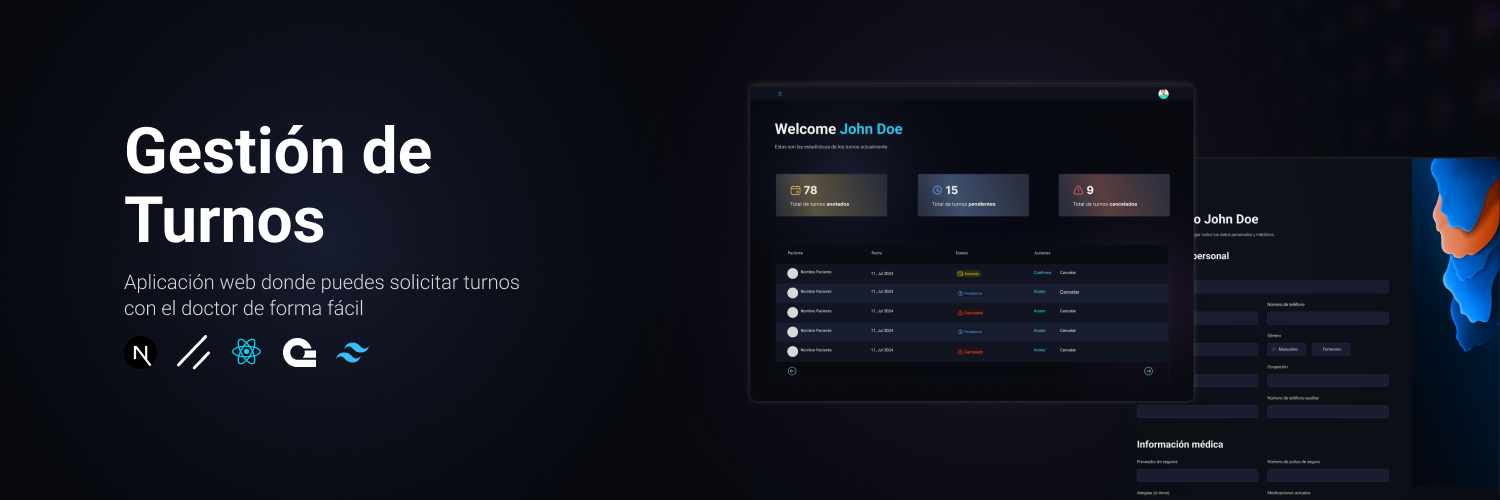 Gestión de
Turnos
Aplicación web donde puedes solicitar turnos
con el doctor de forma fácil
Welcome John Doe
Estas son las estadísticas de los turnos actualmente.
78
Total de turnos anotados
15
Total de turnos pendientes
9
Total de turnos cancelados
Paciente Fecha Estado Acciones
Nombre Paciente 11, Jul 2024 Anotado Confirmar Cancelar
Nombre Paciente 11, Jul 2024 Pendiente Anotar Cancelar
Nombre Paciente 11, Jul 2024 Cancelado Anotar Cancelar
Nombre Paciente 11, Jul 2024 Pendiente Anotar Cancelar
Nombre Paciente 11, Jul 2024 Cancelado Anotar Cancelar
o John Doe
todos tus datos personales y médicos.
personal
Número de teléfono
Género
Masculino Femenino
Ocupación
Número de teléfono auxiliar
Información médica
Proveedor de seguros Número de póliza de seguro
Alergias (si tiene) Medicaciones actuales